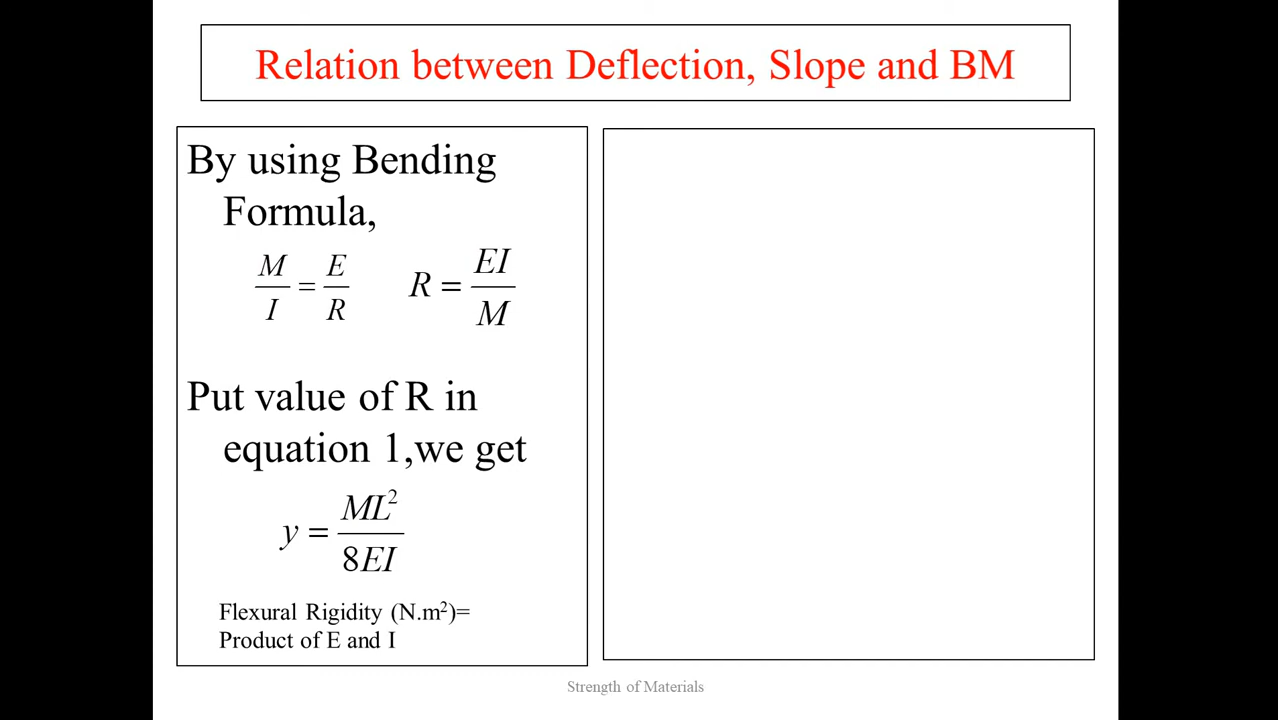 Relation between Deflection, Slope and BM
By using Bending
Formula,
M/I = E/R   R = EI/M
Put value of R in
equation 1,we get
y = ML²/8EI
Flexural Rigidity (N.m²)=
Product of E and I
Strength of Materials